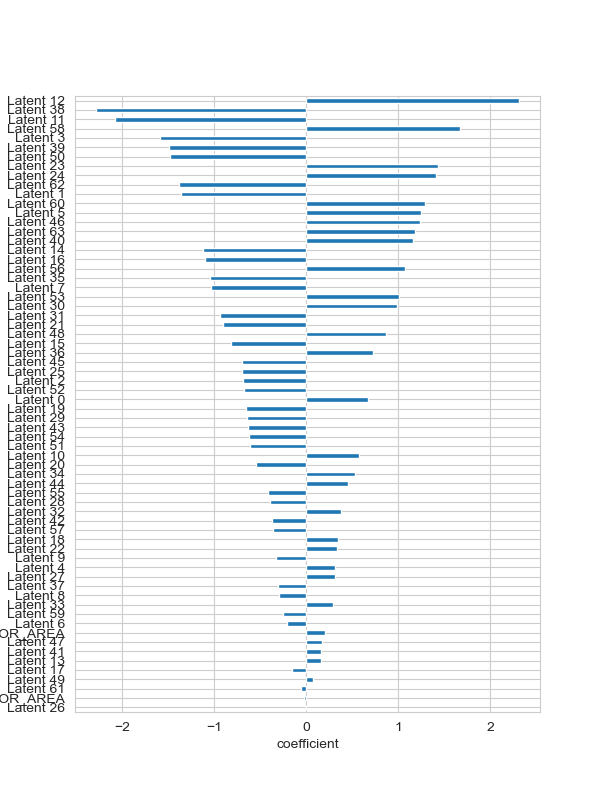 Latent 12
Latent 38
Latent 11
Latent 58
Latent 3
Latent 39
Latent 50
Latent 23
Latent 24
Latent 62
Latent 1
Latent 60
Latent 5
Latent 46
Latent 63
Latent 40
Latent 14
Latent 16
Latent 56
Latent 35
Latent 7
Latent 53
Latent 30
Latent 31
Latent 21
Latent 48
Latent 15
Latent 36
Latent 45
Latent 25
Latent 2
Latent 52
Latent 0
Latent 19
Latent 29
Latent 43
Latent 54
Latent 51
Latent 10
Latent 20
Latent 34
Latent 44
Latent 55
Latent 28
Latent 32
Latent 42
Latent 57
Latent 18
Latent 22
Latent 9
Latent 4
Latent 27
Latent 37
Latent 8
Latent 33
Latent 59
Latent 6
OR_AREA
Latent 47
Latent 41
Latent 13
Latent 17
Latent 49
Latent 61
OR_AREA
Latent 26
−2 −1 0 1 2
coefficient